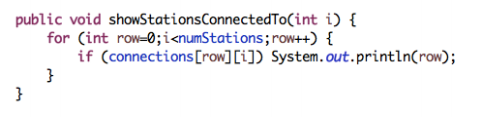 public void showStationsConnectedTo(int i) {
    for (int row=0;i<numStations;row++) {
        if (connections[row][i]) System.out.println(row);
    }
}